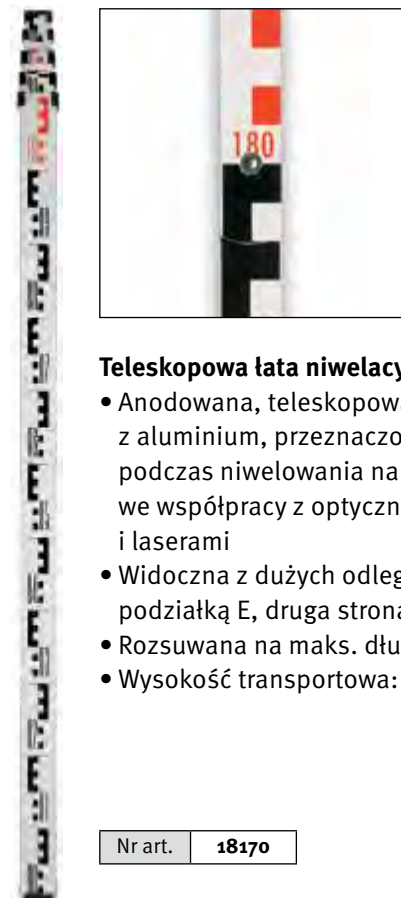 180
Teleskopowa łata niwelacy
• Anodowana, teleskopowa
z aluminium, przeznaczo
podczas niwelowania na
we współpracy z optyczn
i laserami
• Widoczna z dużych odleg
podziałką E, druga strona
• Rozsuwana na maks. dłu
• Wysokość transportowa:
Nr art. 18170